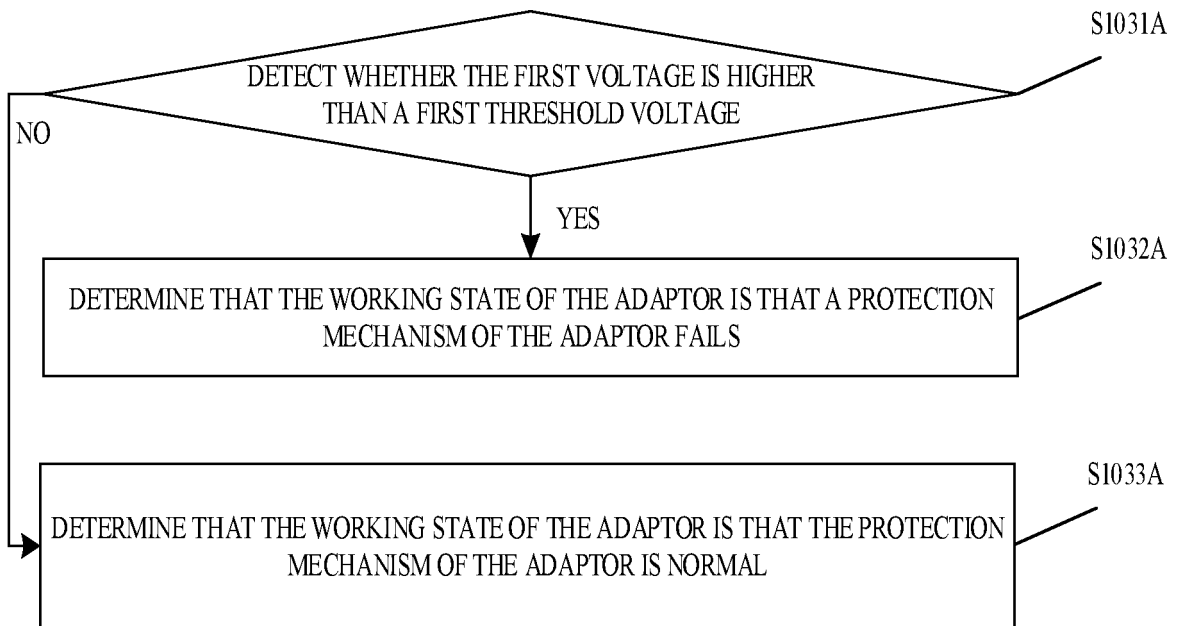 S1031A
DETECT WHETHER THE FIRST VOLTAGE IS HIGHER
THAN A FIRST THRESHOLD VOLTAGE
NO
YES
S1032A
DETERMINE THAT THE WORKING STATE OF THE ADAPTOR IS THAT A PROTECTION
MECHANISM OF THE ADAPTOR FAILS
S1033A
DETERMINE THAT THE WORKING STATE OF THE ADAPTOR IS THAT THE PROTECTION
MECHANISM OF THE ADAPTOR IS NORMAL